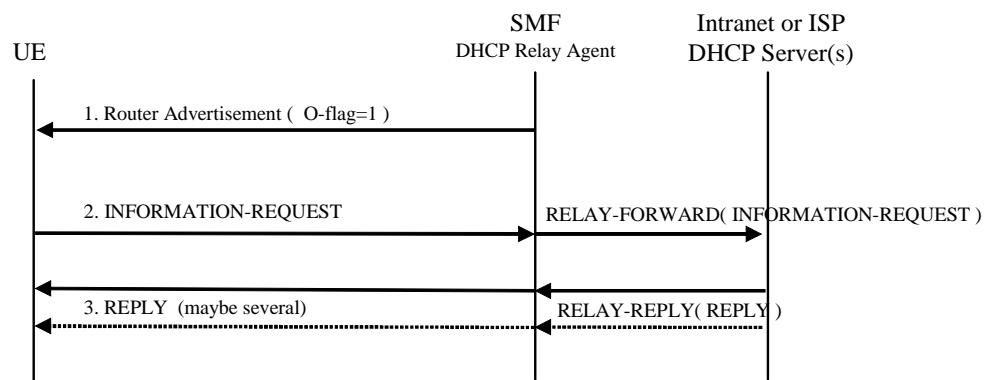 UE
SMF
DHCP Relay Agent
Intranet or ISP
DHCP Server(s)
1. Router Advertisement ( O-flag=1 )
2. INFORMATION-REQUEST
RELAY-FORWARD( INFORMATION-REQUEST )
3. REPLY (maybe several)
RELAY-REPLY( REPLY )